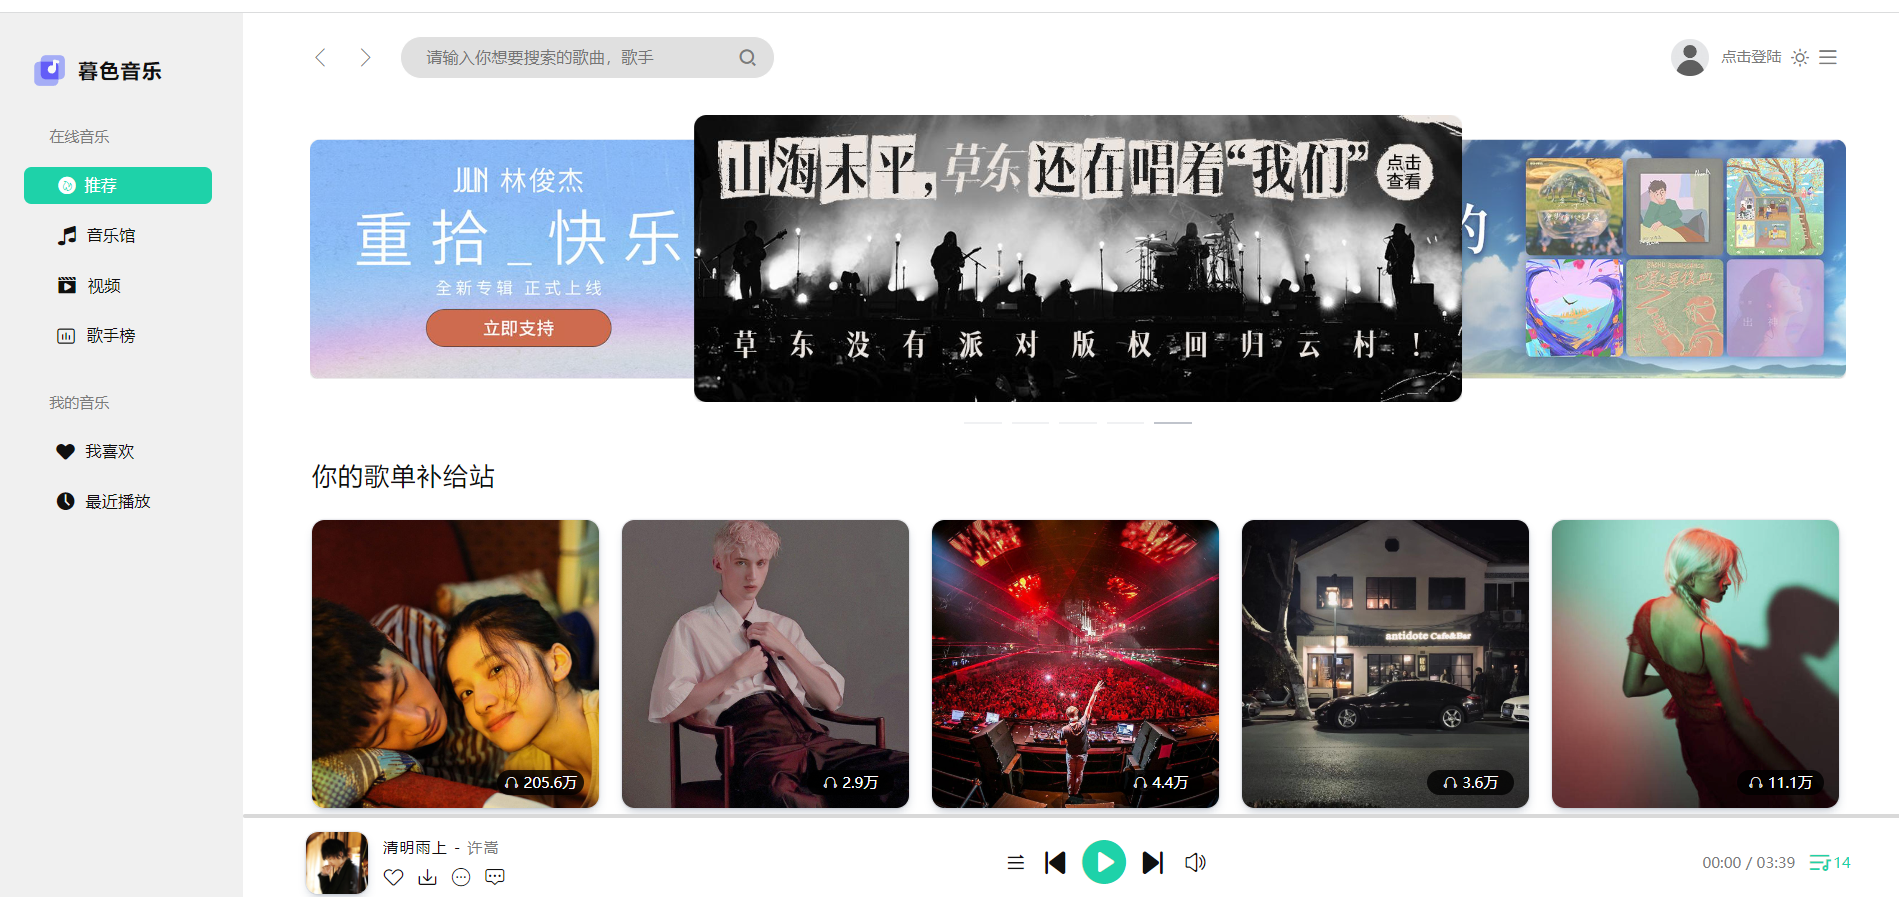 暮色音乐
在线音乐
推荐
音乐馆
视频
歌手榜
我的音乐
我喜欢
最近播放
请输入你想要搜索的歌曲，歌手
点击登陆
JJ LIN 林俊杰
重拾_快乐
全新专辑 正式上线
立即支持
山海未平，草东还在唱着“我们”
点击
查看
草东没有派对版权回归云村！
的
你的歌单补给站
205.6万
2.9万
4.4万
antidote Cafe&Bar
3.6万
11.1万
清明雨上 - 许嵩
00:00 / 03:39
14